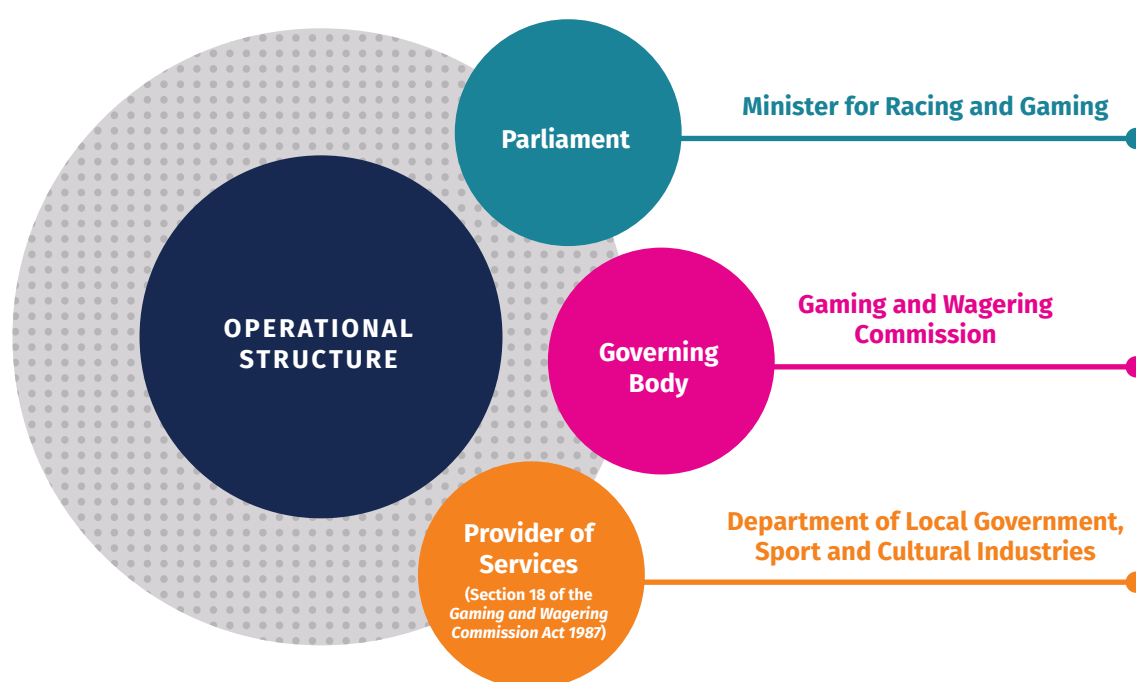 Parliament
Minister for Racing and Gaming
OPERATIONAL
STRUCTURE
Governing
Body
Gaming and Wagering
Commission
Provider of
Services
(Section 18 of the
Gaming and Wagering
Commission Act 1987)
Department of Local Government,
Sport and Cultural Industries